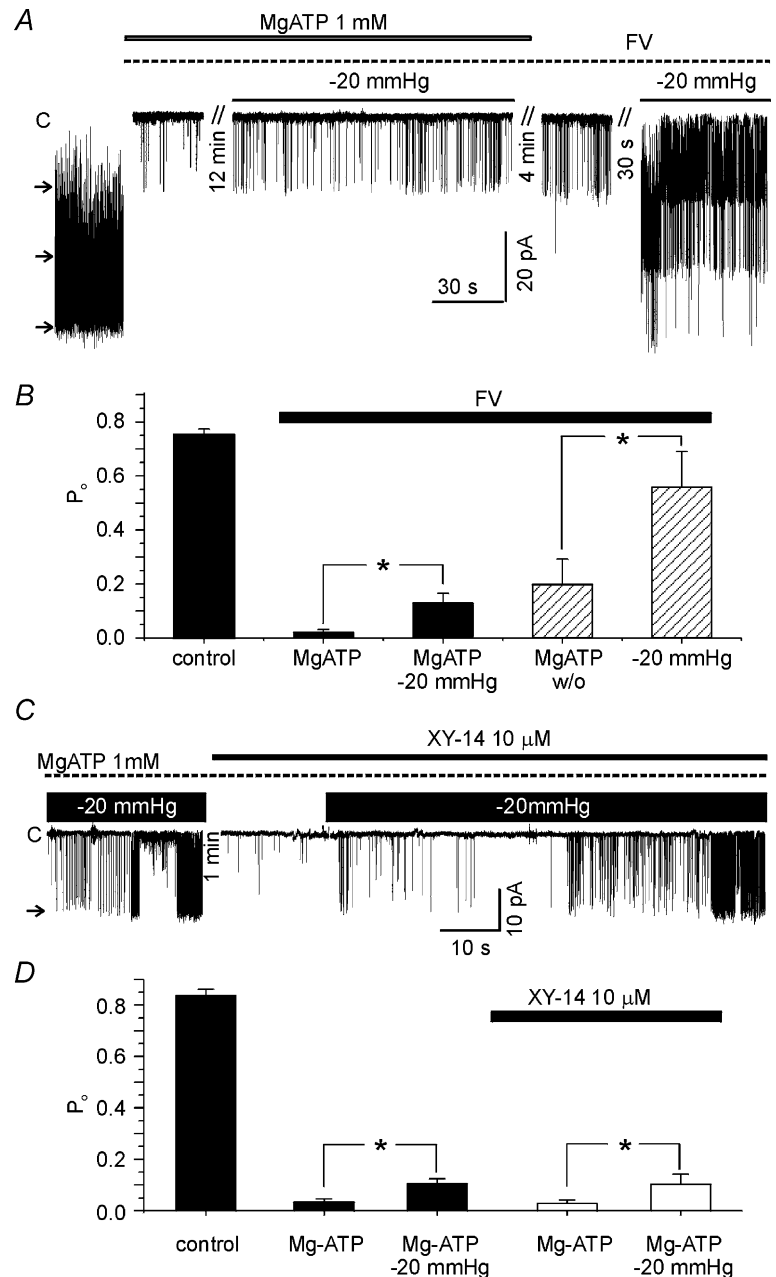 A
MgATP 1 mM
FV
-20 mmHg
-20 mmHg
C
//
12 min
//
4 min
//
30 s
20 pA
30 s
B
FV
0.8
0.6
0.4
0.2
0.0
Po
*
*
control
MgATP
MgATP
-20 mmHg
MgATP
w/o
-20 mmHg
C
MgATP 1mM
XY-14 10 μM
-20 mmHg
-20mmHg
C
1 min
10 pA
10 s
D
XY-14 10 μM
0.8
0.6
0.4
0.2
0.0
Po
*
*
control
Mg-ATP
Mg-ATP
-20 mmHg
Mg-ATP
Mg-ATP
-20 mmHg